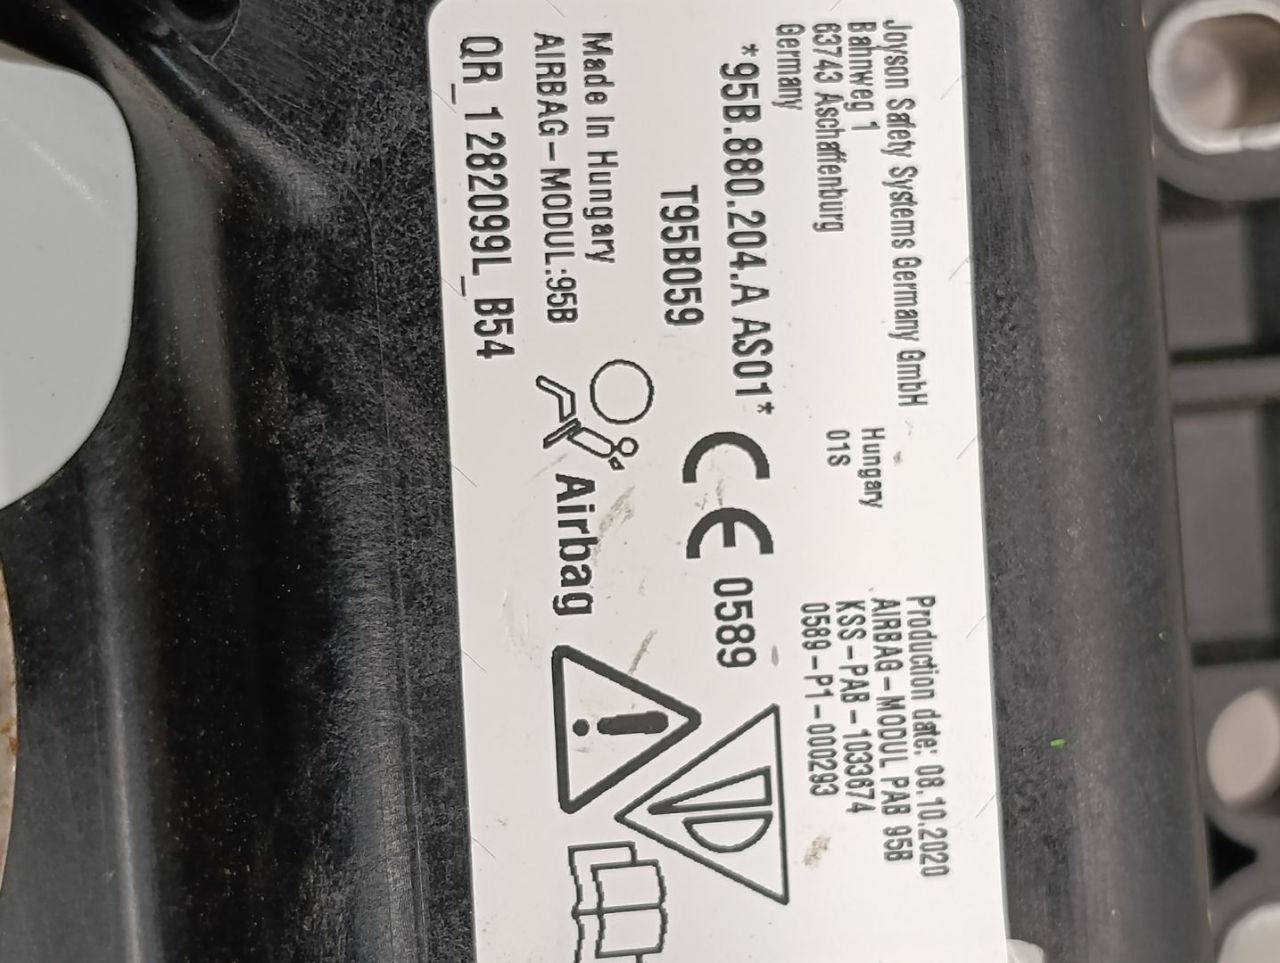 Joyson Safety Systems Germany GmbH
Bahnweg 1
63743 Aschaffenburg
Germany
Hungary
01S
Production date: 08.10.2020
AIRBAG-MODUL PAB 95B
KSS-PAB-1033674
0589-P1-000293
*95B.880.204.A AS01*
T95B059
CE 0589
D
Made In Hungary
AIRBAG-MODUL:95B
Airbag
QR_1282099L_B54